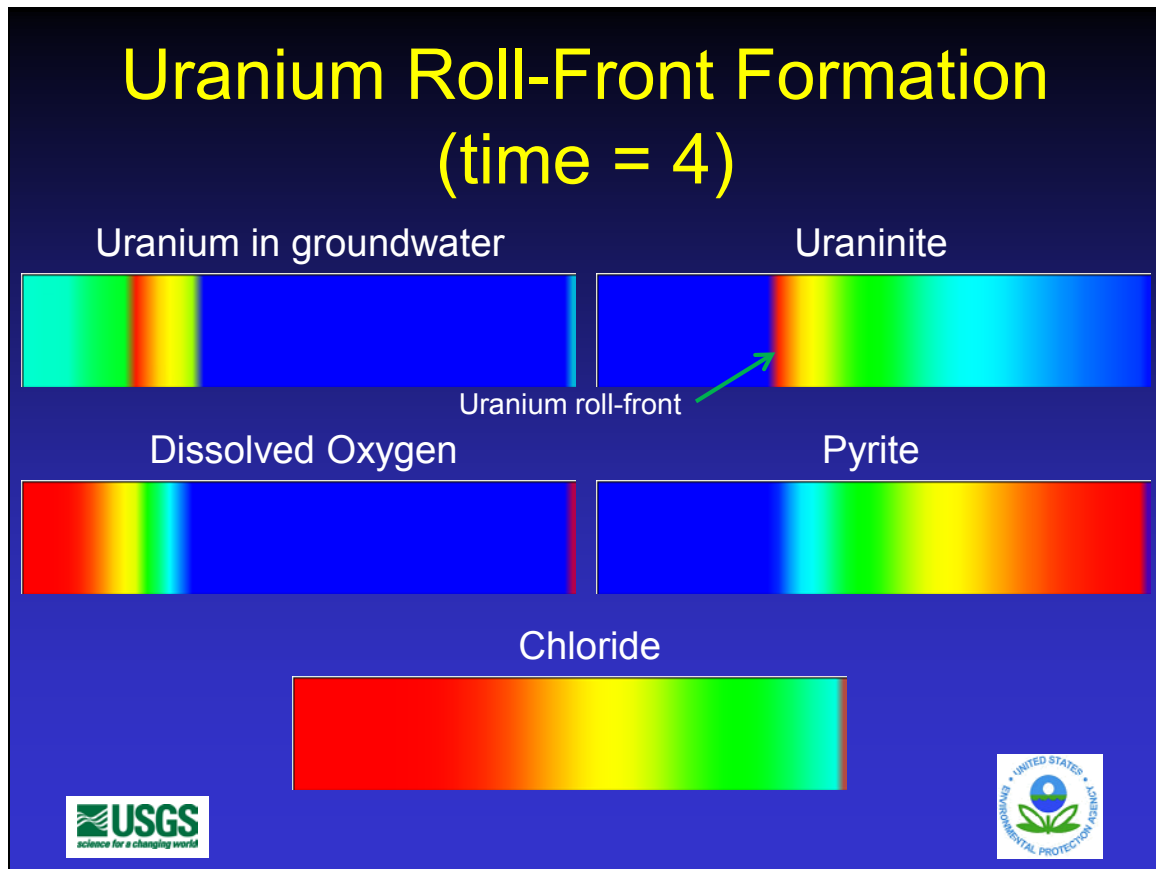 Uranium Roll-Front Formation
(time = 4)
Uranium in groundwater
Uraninite
Uranium roll-front
Dissolved Oxygen
Pyrite
Chloride
USGS
science for a changing world
UNITED STATES
ENVIRONMENTAL PROTECTION AGENCY